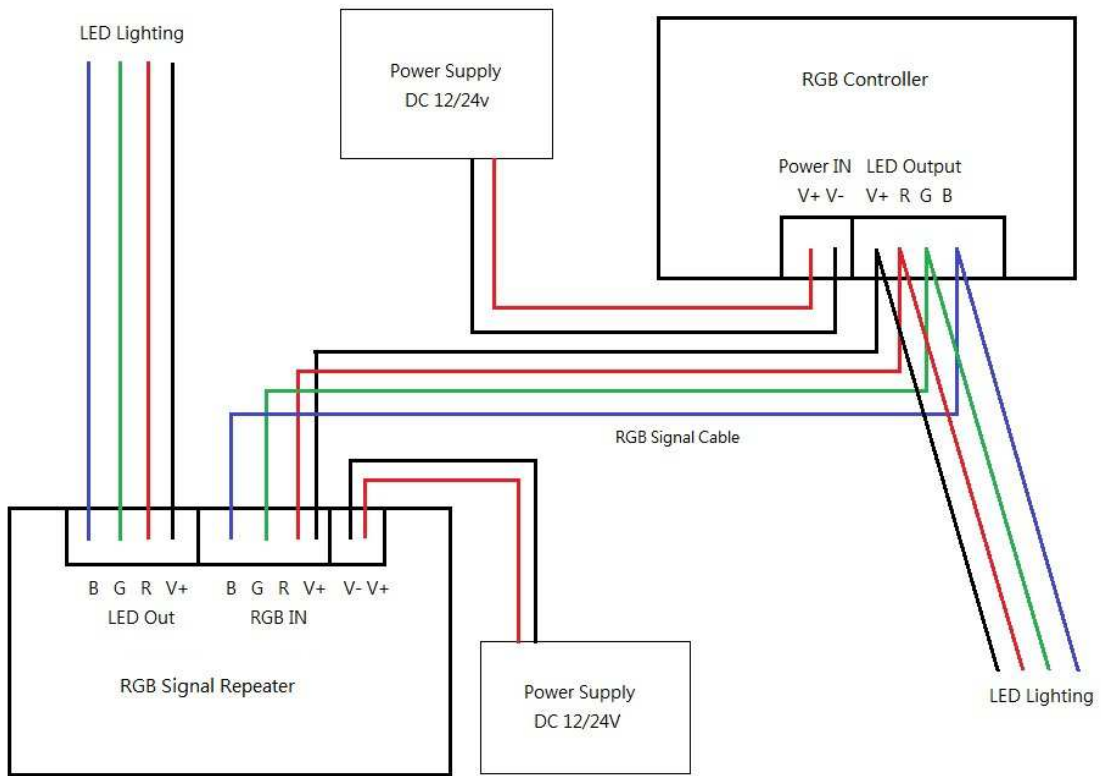 LED Lighting
Power Supply
DC 12/24v
RGB Controller
Power IN LED Output
V+ V- V+ R G B
RGB Signal Cable
B G R V+ B G R V+ V- V+
LED Out RGB IN
RGB Signal Repeater
Power Supply
DC 12/24V
LED Lighting